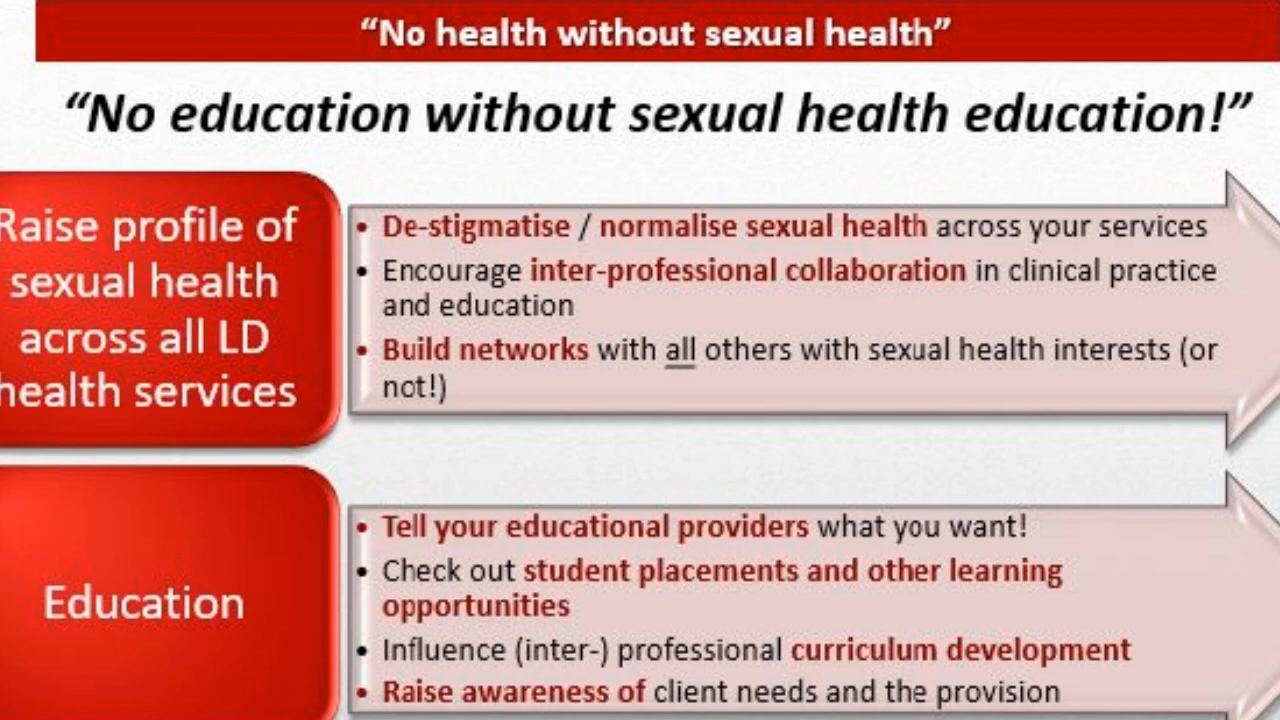 “No health without sexual health”
“No education without sexual health education!”
Raise profile of
sexual health
across all LD
health services
• De-stigmatise / normalise sexual health across your services
• Encourage inter-professional collaboration in clinical practice
and education
• Build networks with all others with sexual health interests (or
not!)
Education
• Tell your educational providers what you want!
• Check out student placements and other learning
opportunities
• Influence (inter-) professional curriculum development
• Raise awareness of client needs and the provision